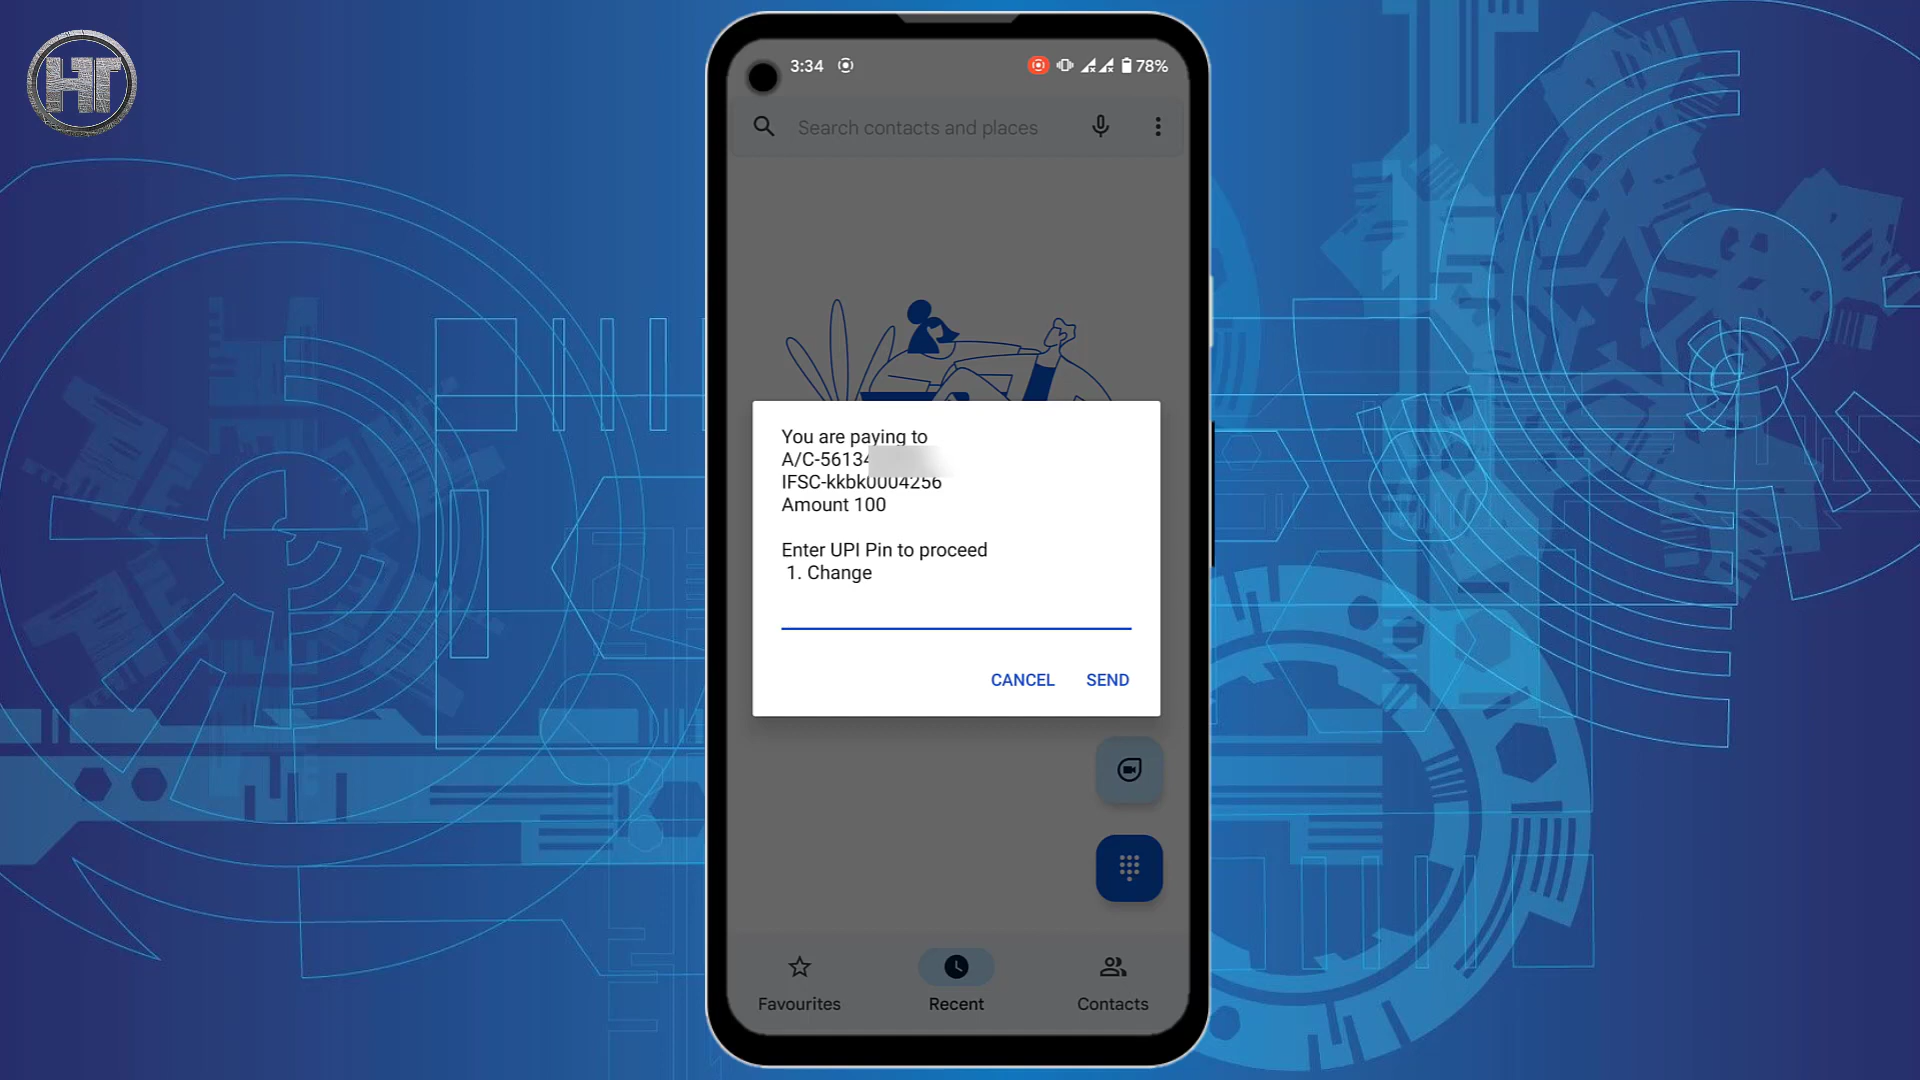 HT
3:34
78%
Search contacts and places
You are paying to
A/C-56134
IFSC-kkbk0004256
Amount 100
Enter UPI Pin to proceed
1. Change
CANCEL SEND
Favourites Recent Contacts